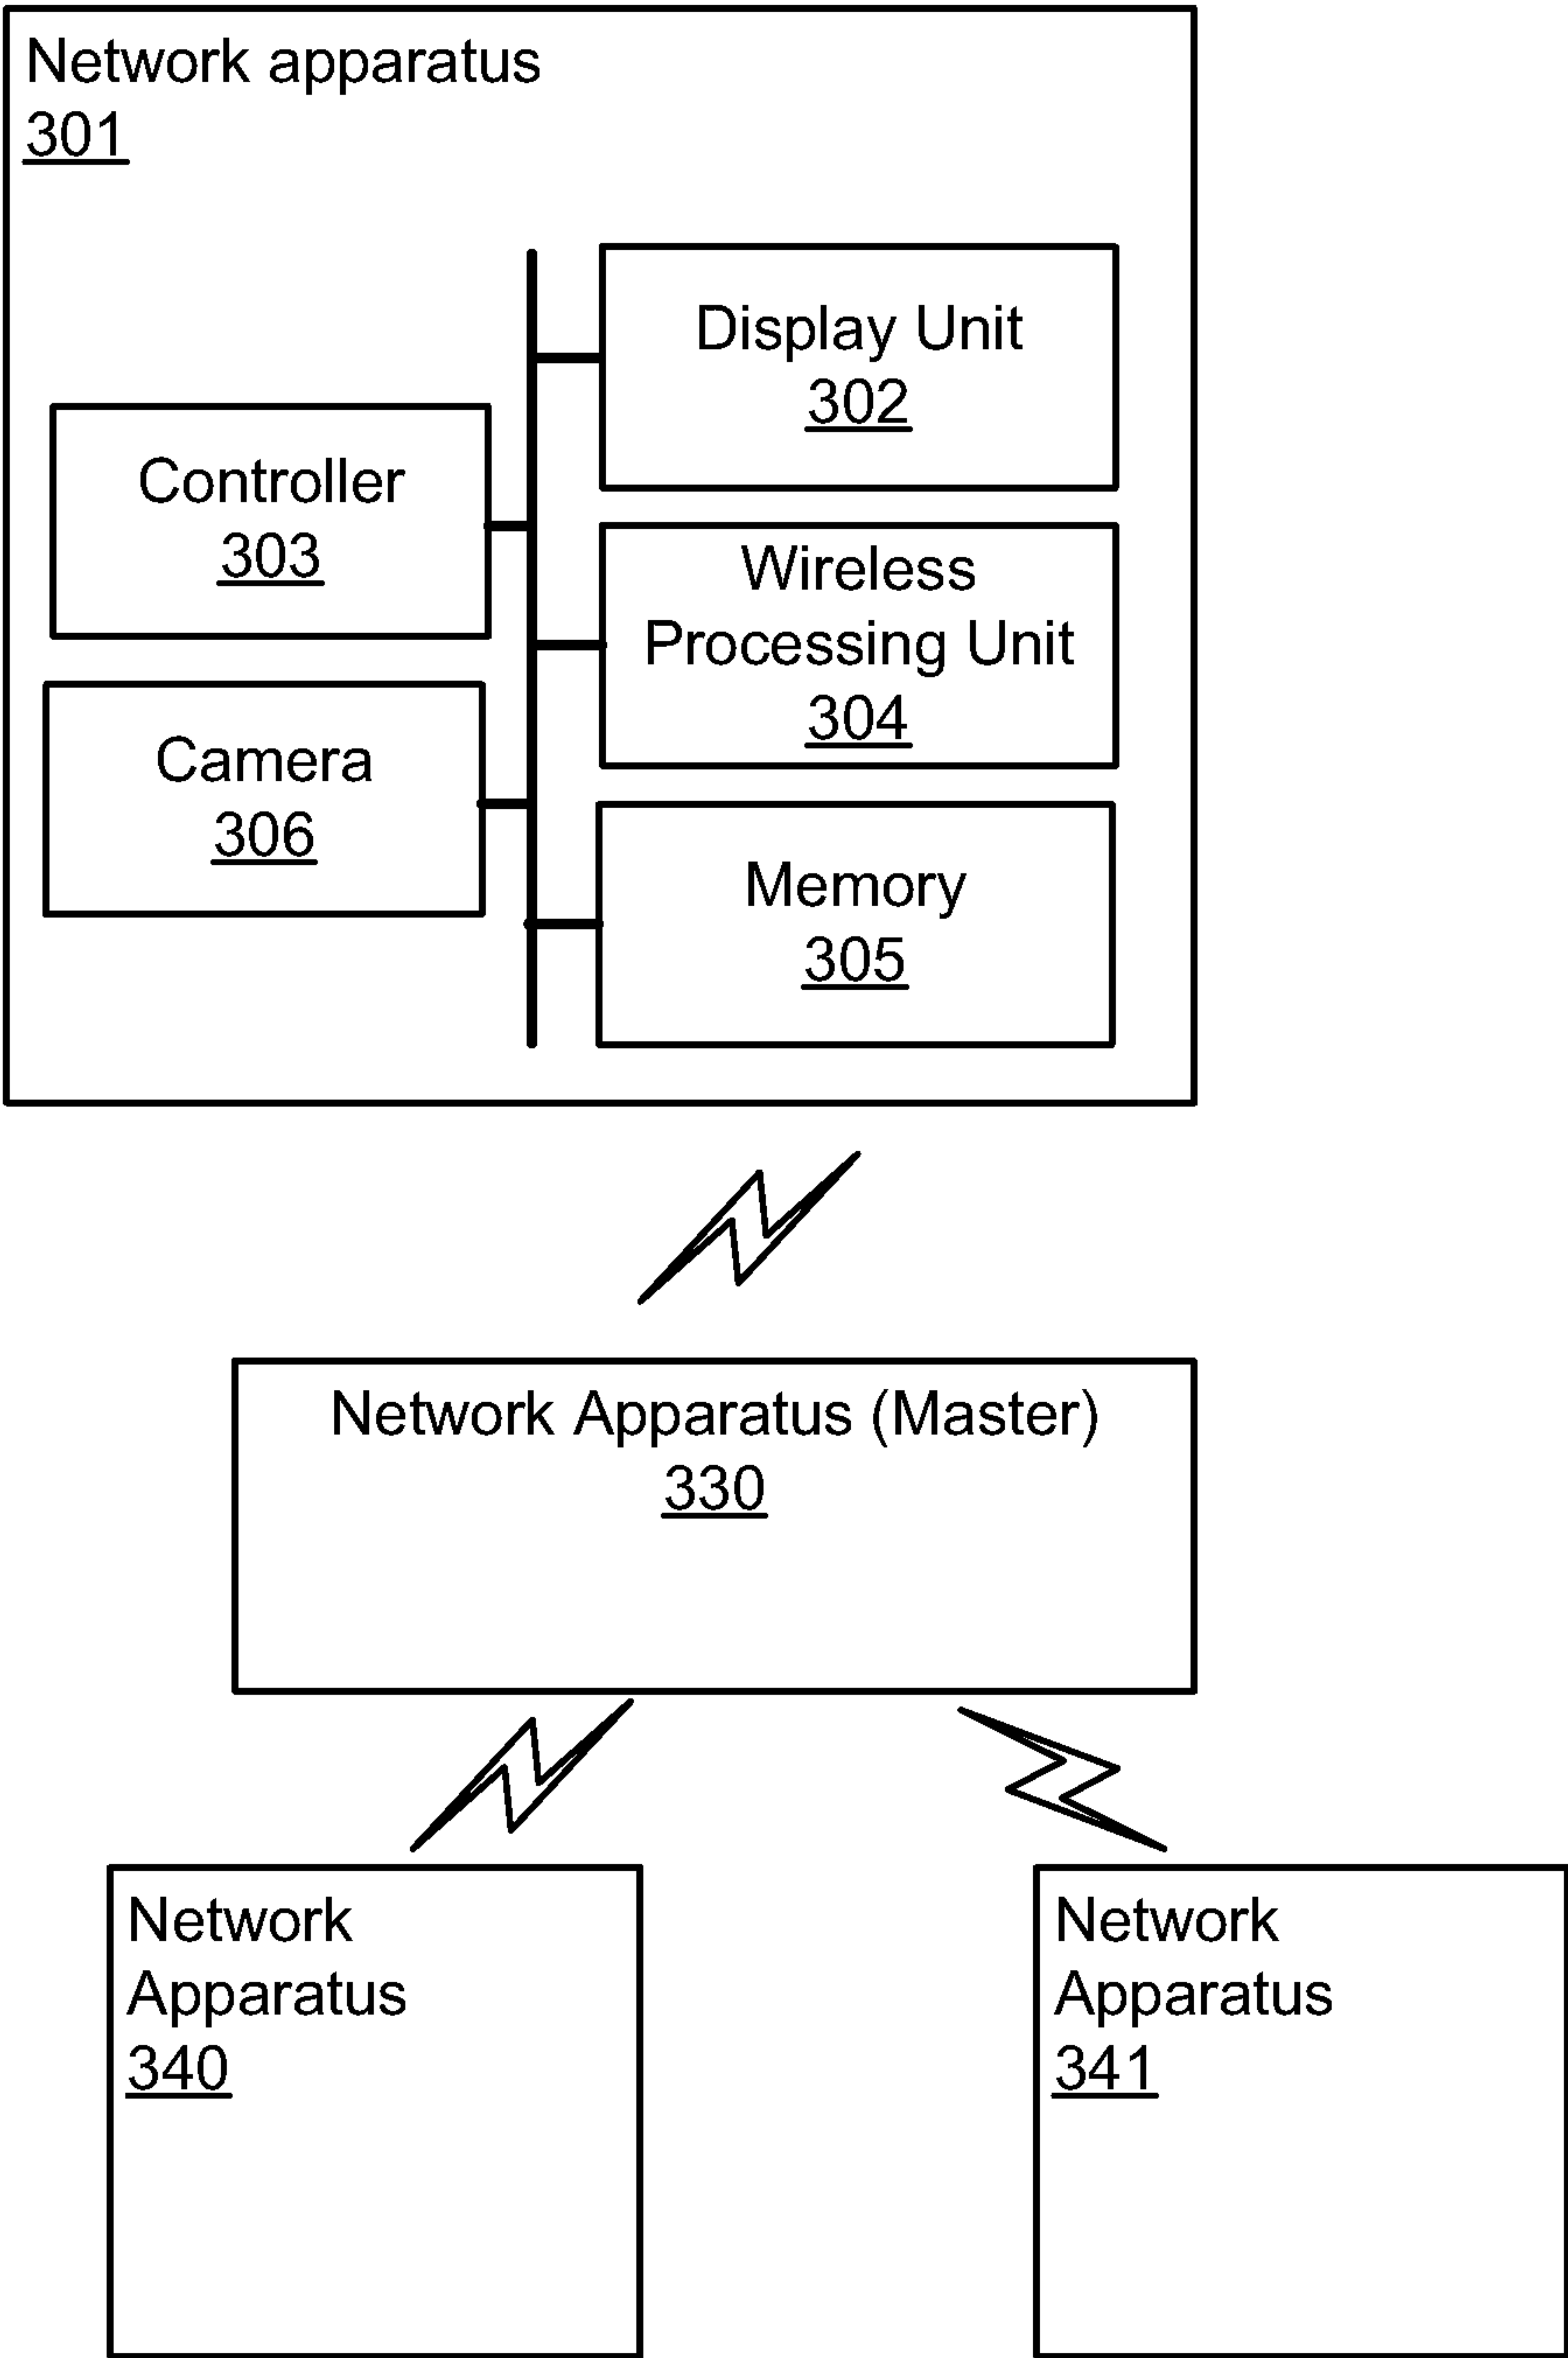 Network apparatus
301
Display Unit
302
Controller
303
Wireless
Processing Unit
304
Camera
306
Memory
305
Network Apparatus (Master)
330
Network
Apparatus
340
Network
Apparatus
341